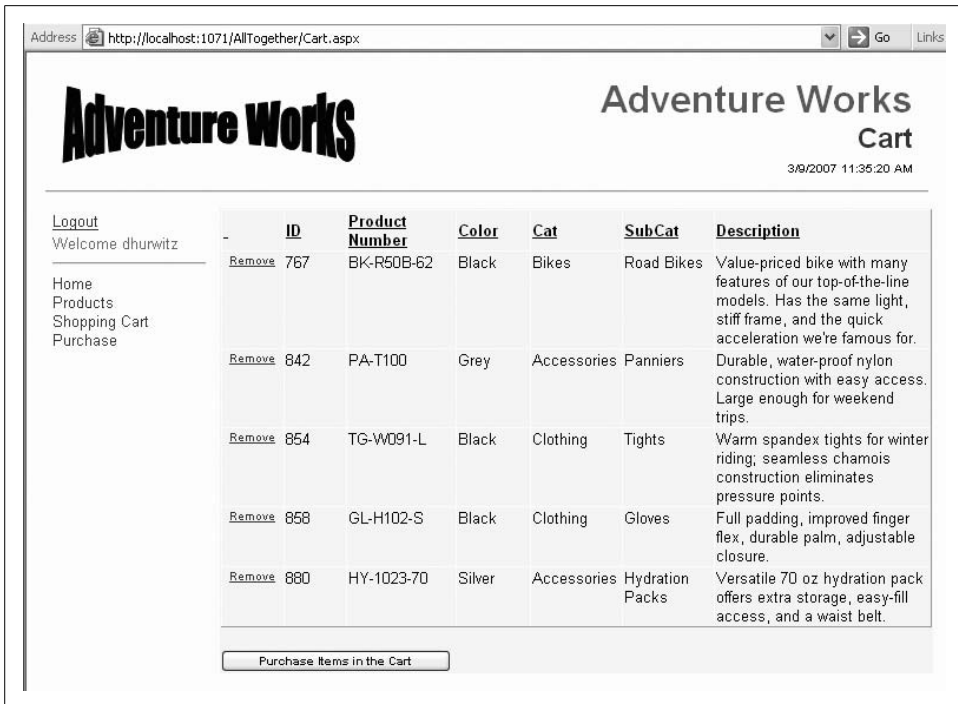 Address http://localhost:1071/AllTogether/Cart.aspx Go Links
Adventure Works
Adventure Works
Cart
3/9/2007 11:35:20 AM
Logout
Welcome dhurwitz
Home
Products
Shopping Cart
Purchase
- ID Product Number Color Cat SubCat Description
Remove 767 BK-R50B-62 Black Bikes Road Bikes Value-priced bike with many
features of our top-of-the-line
models. Has the same light,
stiff frame, and the quick
acceleration we're famous for.
Remove 842 PA-T100 Grey Accessories Panniers Durable, water-proof nylon
construction with easy access.
Large enough for weekend
trips.
Remove 854 TG-W091-L Black Clothing Tights Warm spandex tights for winter
riding; seamless chamois
construction eliminates
pressure points.
Remove 858 GL-H102-S Black Clothing Gloves Full padding, improved finger
flex, durable palm, adjustable
closure.
Remove 880 HY-1023-70 Silver Accessories Hydration Packs Versatile 70 oz hydration pack
offers extra storage, easy-fill
access, and a waist belt.
Purchase Items in the Cart